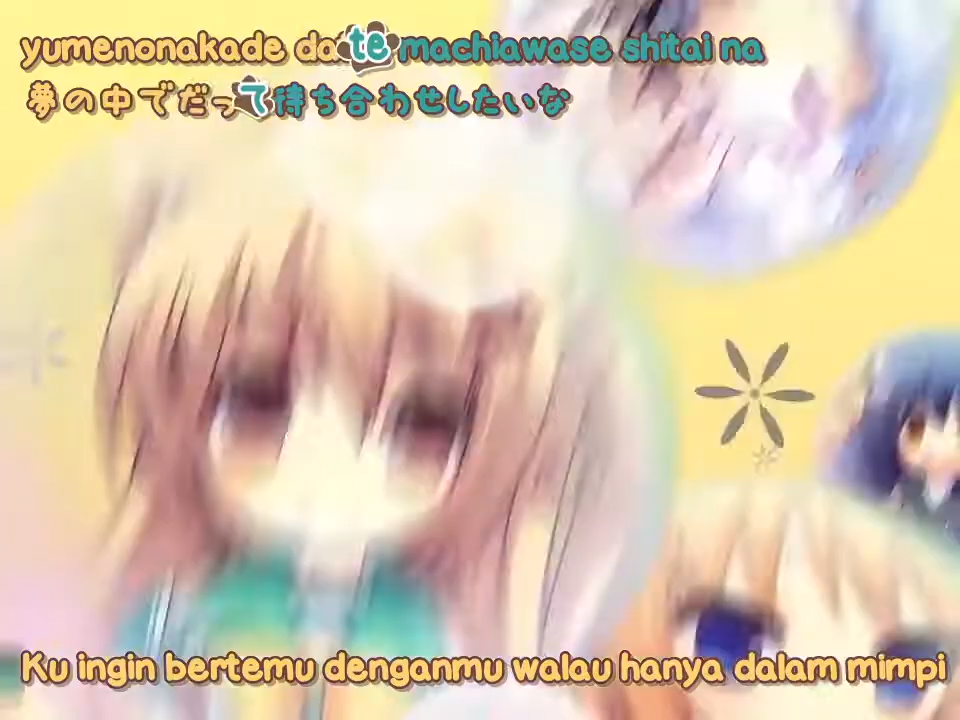 yumenonakade datte machiawase shitai na
夢の中でだって待ち合わせしたいな
Ku ingin bertemu denganmu walau hanya dalam mimpi